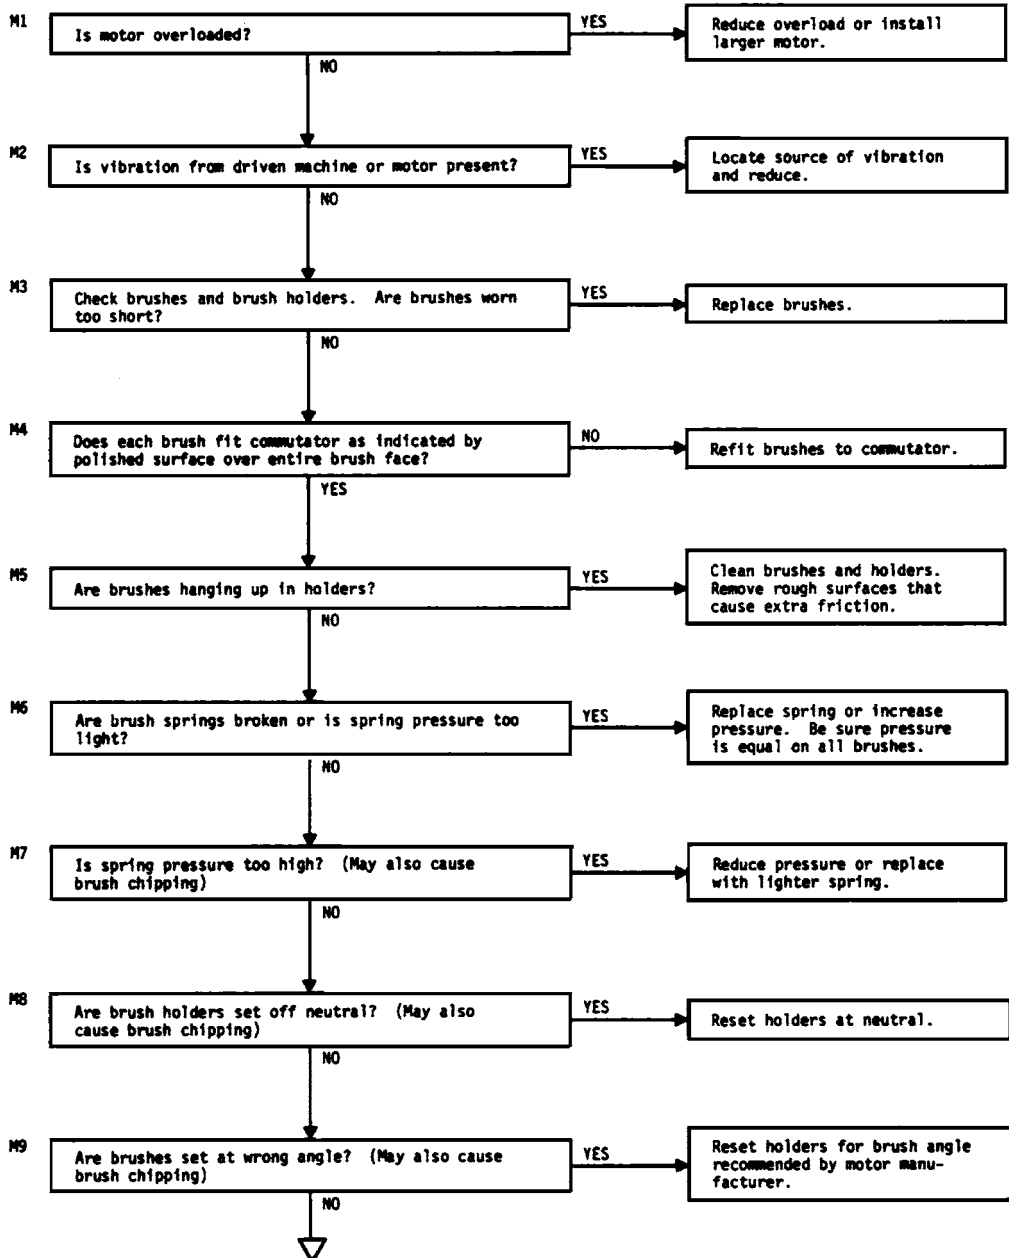 M1
Is motor overloaded?
YES
Reduce overload or install
larger motor.
NO
M2
Is vibration from driven machine or motor present?
YES
Locate source of vibration
and reduce.
NO
M3
Check brushes and brush holders. Are brushes worn
too short?
YES
Replace brushes.
NO
M4
Does each brush fit commutator as indicated by
polished surface over entire brush face?
NO
Refit brushes to commutator.
YES
M5
Are brushes hanging up in holders?
YES
Clean brushes and holders.
Remove rough surfaces that
cause extra friction.
NO
M6
Are brush springs broken or is spring pressure too
light?
YES
Replace spring or increase
pressure. Be sure pressure
is equal on all brushes.
NO
M7
Is spring pressure too high? (May also cause
brush chipping)
YES
Reduce pressure or replace
with lighter spring.
NO
M8
Are brush holders set off neutral? (May also
cause brush chipping)
YES
Reset holders at neutral.
NO
M9
Are brushes set at wrong angle? (May also cause
brush chipping)
YES
Reset holders for brush angle
recommended by motor manu-
facturer.
NO